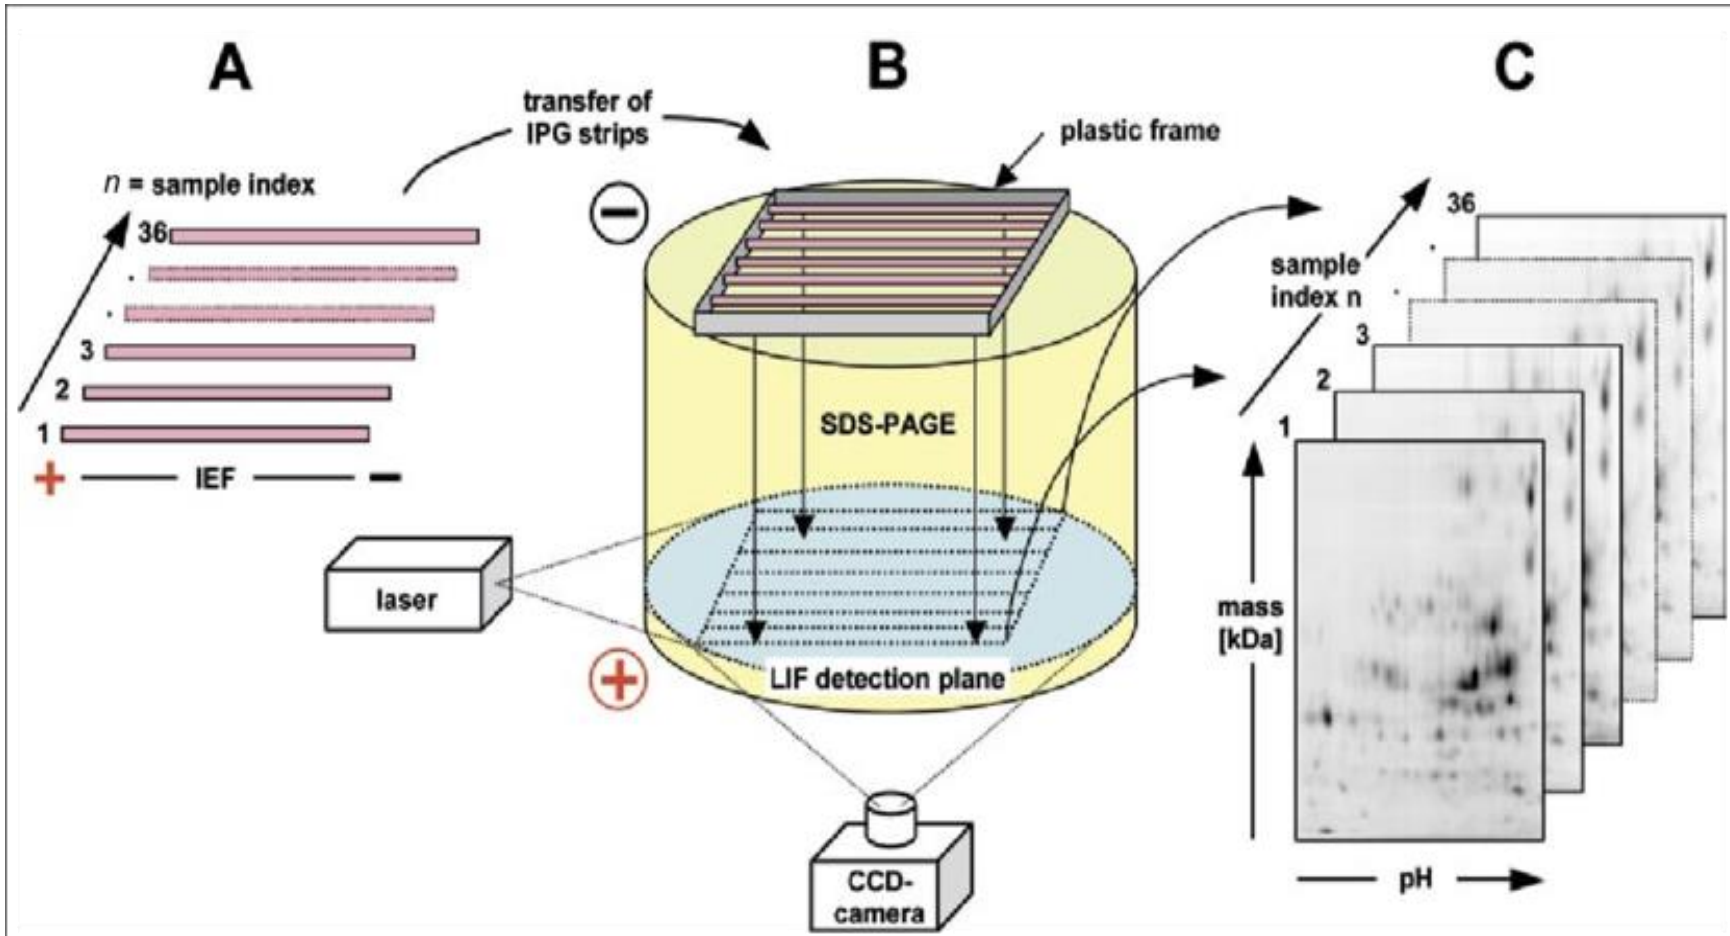 A
B
C
transfer of
IPG strips
plastic frame
n = sample index
36
3
2
1
+ IEF −
−
SDS-PAGE
laser
+
LIF detection plane
CCD-
camera
sample
index n
36
3
2
1
mass
[kDa]
pH